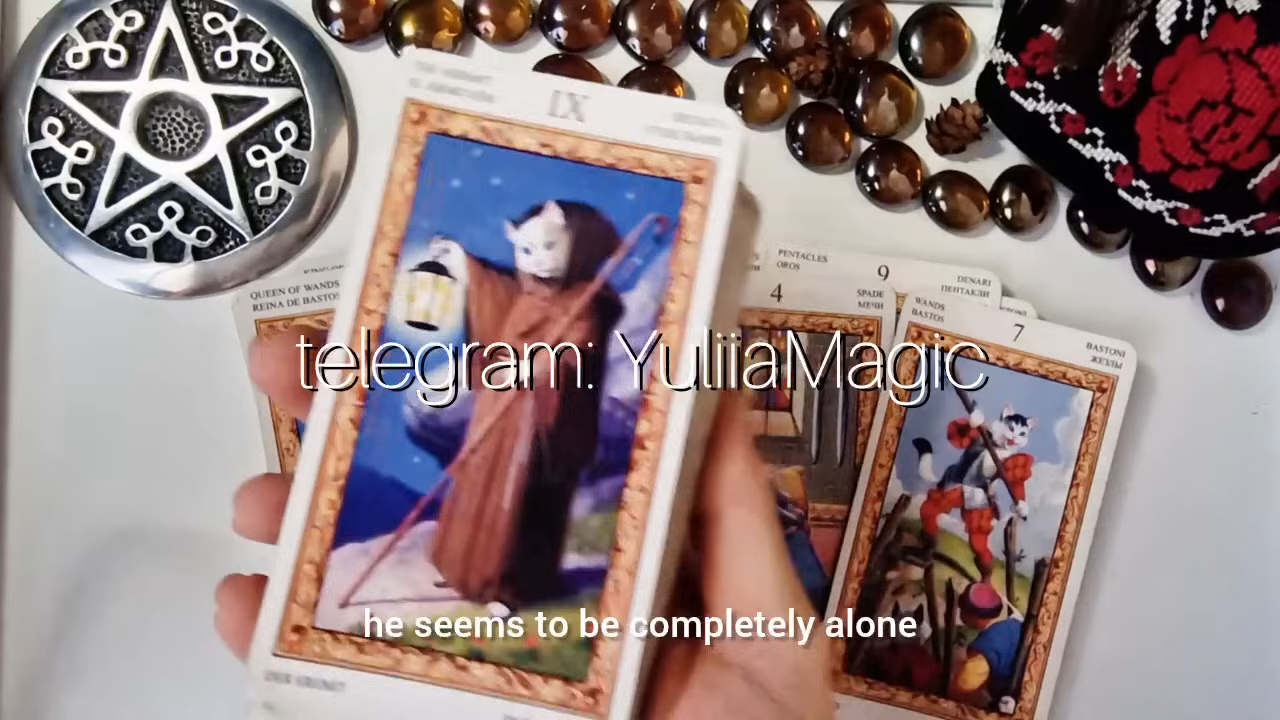 IX
QUEEN OF WANDS
REINA DE BASTOS
PENTACLES
OROS
9
DENARI
ПЕНТАКЛИ
4
SPADE
МЕЧИ
WANDS
BASTOS
7
BASTONI
ЖЕЗЛЫ
telegram: YuliiaMagic
he seems to be completely alone